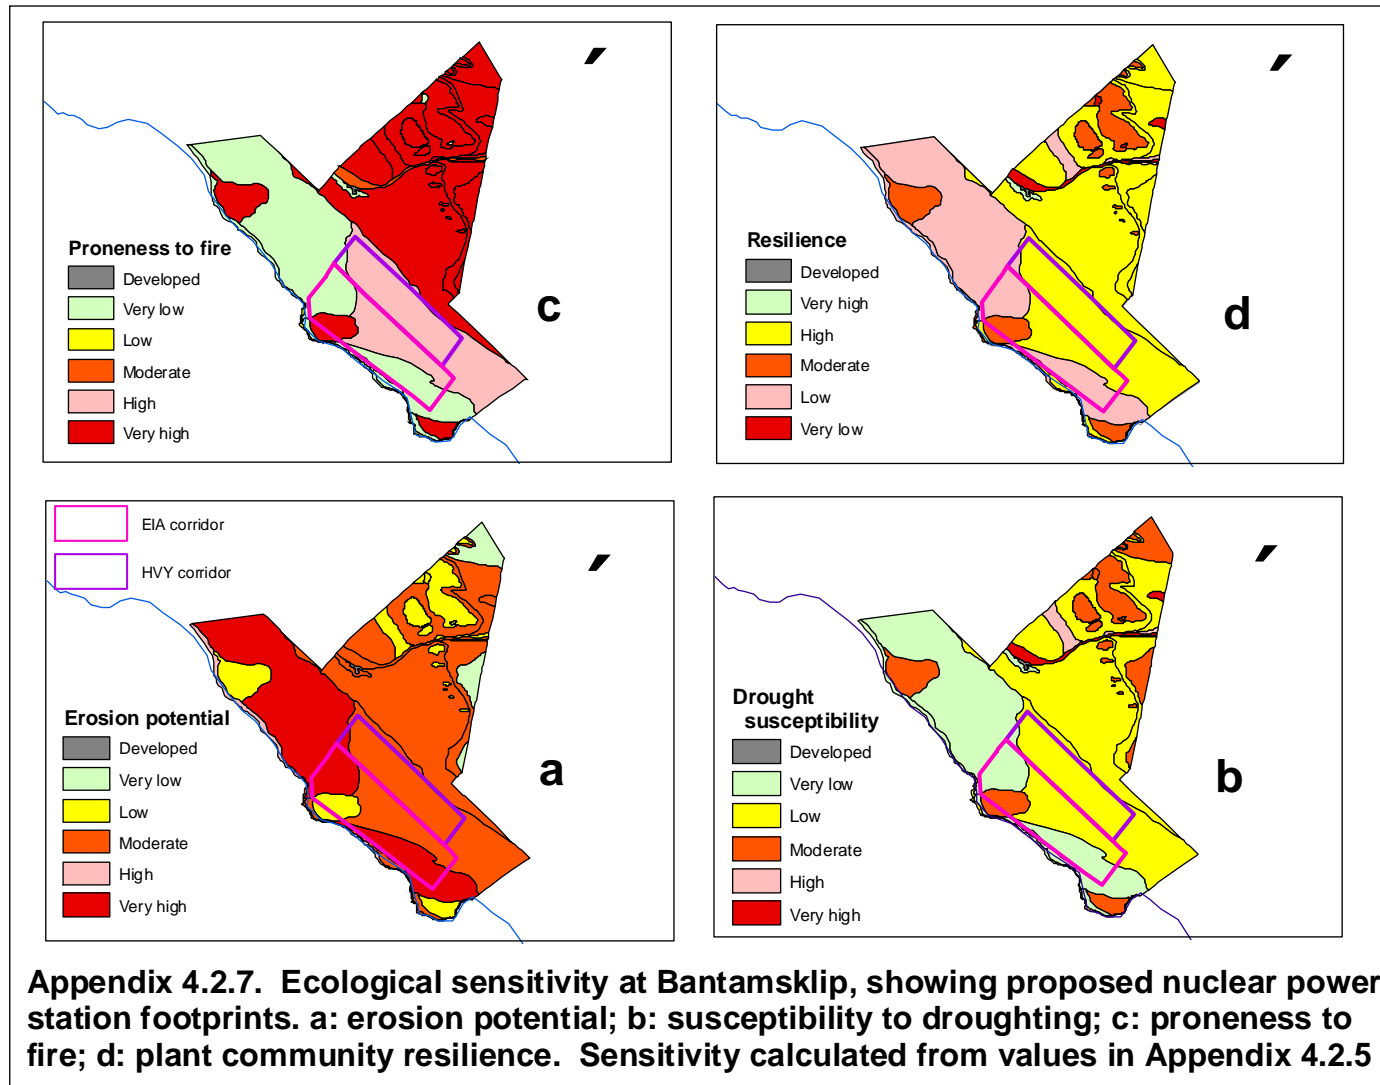 Proneness to fire
Developed
Very low
Low
Moderate
High
Very high
c
Resilience
Developed
Very high
High
Moderate
Low
Very low
d
EIA corridor
HVY corridor
Erosion potential
Developed
Very low
Low
Moderate
High
Very high
a
Drought
susceptibility
Developed
Very low
Low
Moderate
High
Very high
b
Appendix 4.2.7. Ecological sensitivity at Bantamsklip, showing proposed nuclear power
station footprints. a: erosion potential; b: susceptibility to droughting; c: proneness to
fire; d: plant community resilience. Sensitivity calculated from values in Appendix 4.2.5